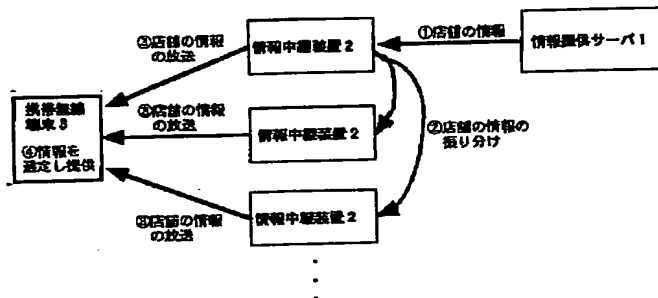 ③店舗の情報
の放送
情報中継装置2
①店舗の情報
情報提供サーバ1
携帯無線
端末3
④情報を
選定し提供
③店舗の情報
の放送
情報中継装置2
②店舗の情報の
振り分け
③店舗の情報
の放送
情報中継装置2